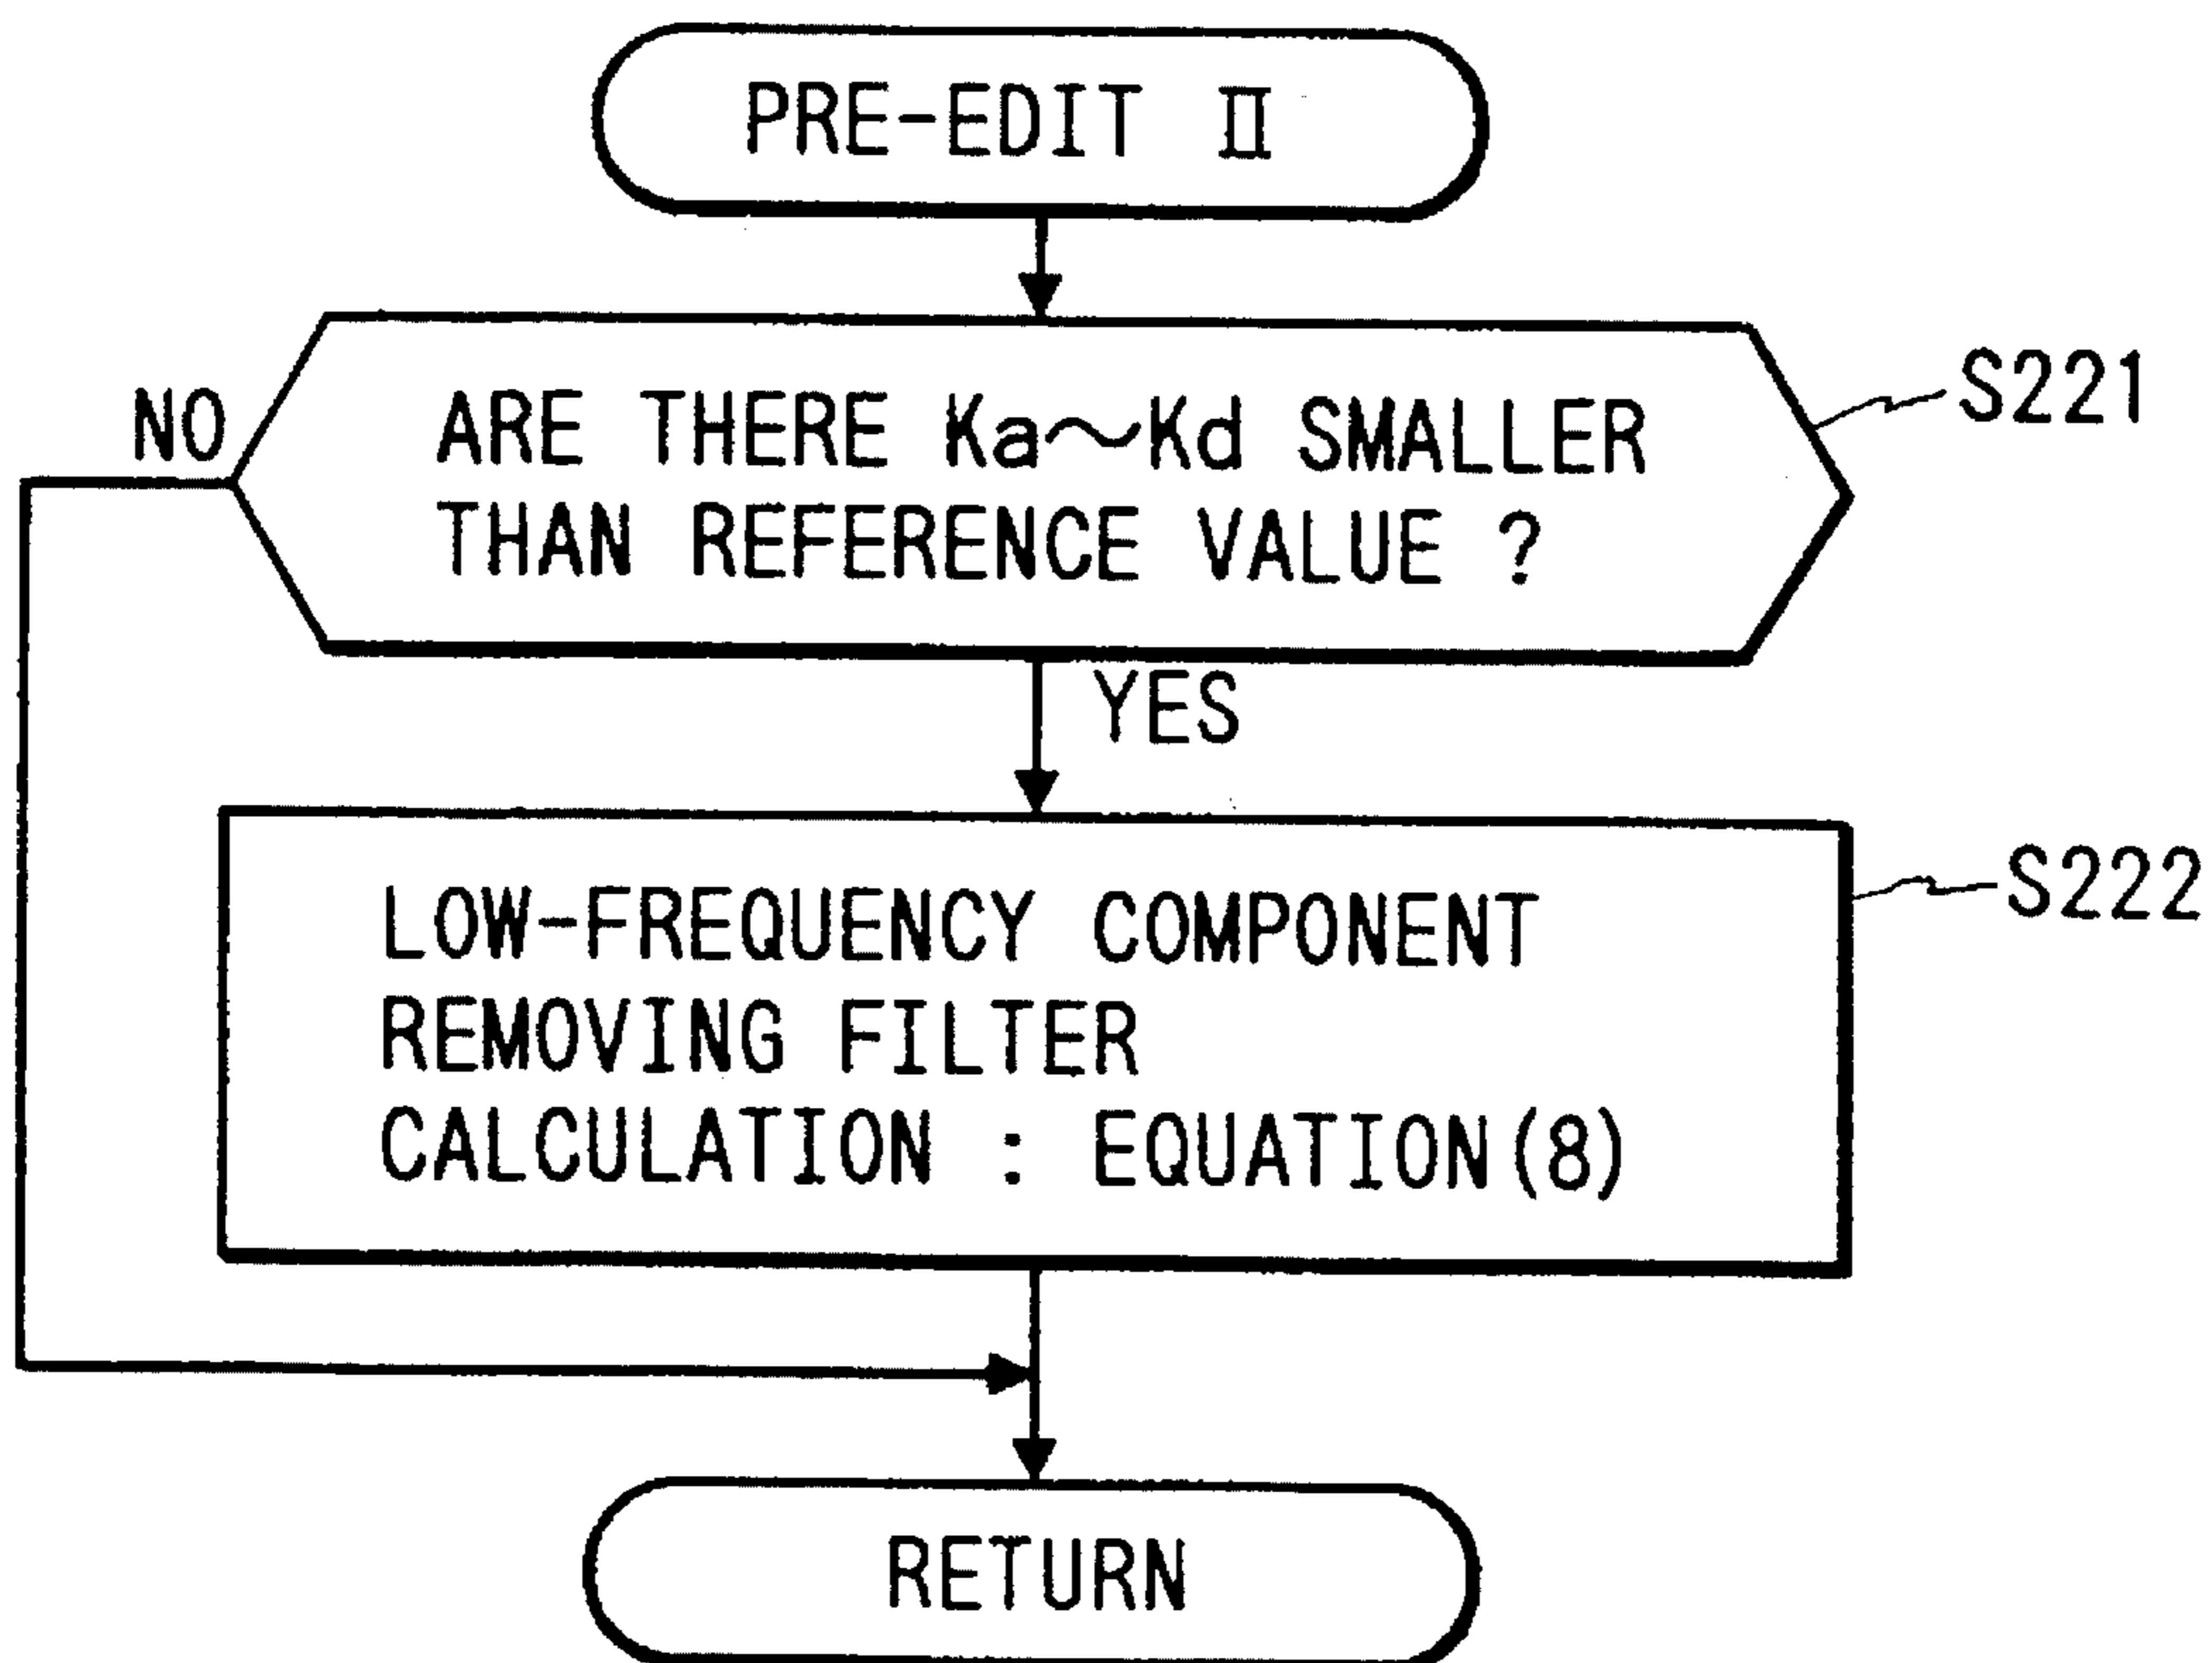 PRE-EDIT II
NO
ARE THERE Ka~Kd SMALLER
THAN REFERENCE VALUE ?
S221
YES
LOW-FREQUENCY COMPONENT
REMOVING FILTER
CALCULATION : EQUATION(8)
S222
RETURN